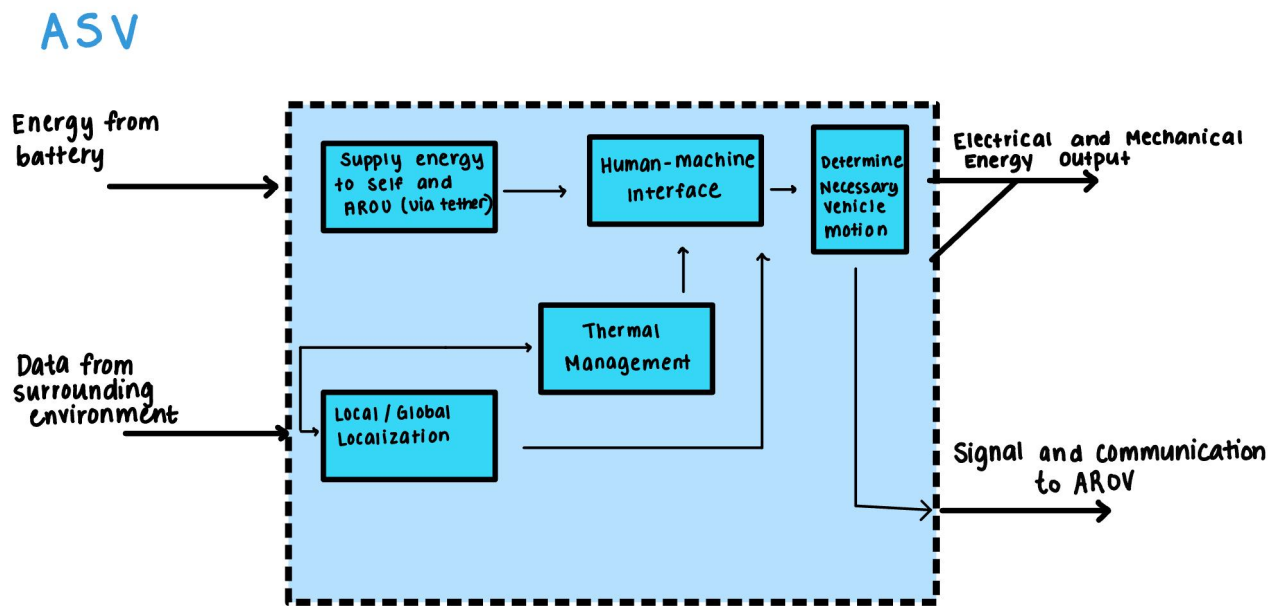 ASV
Energy from
battery
Supply energy
to self and
AROV (via tether)
Human-machine
Interface
Determine
Necessary
Vehicle
motion
Electrical and Mechanical
Energy output
Thermal
Management
Data from
surrounding
environment
Local / Global
Localization
Signal and communication
to AROV